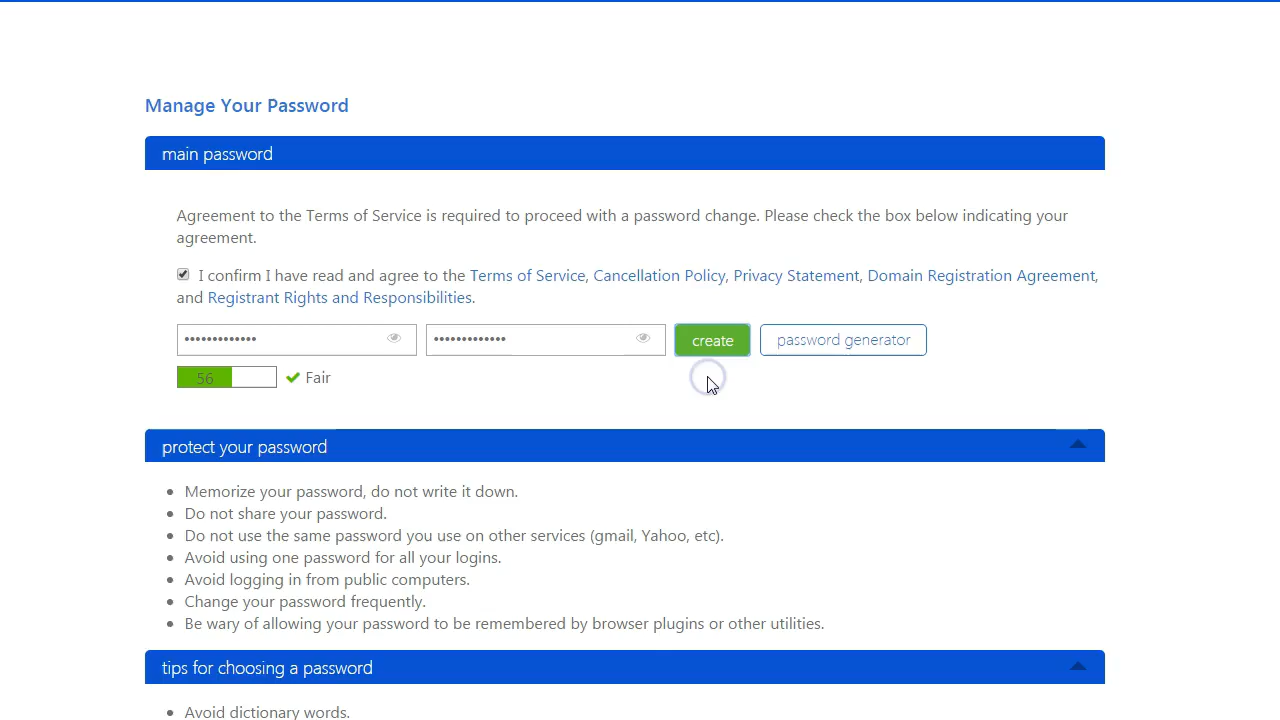 Manage Your Password
main password
Agreement to the Terms of Service is required to proceed with a password change. Please check the box below indicating your
agreement.
I confirm I have read and agree to the Terms of Service, Cancellation Policy, Privacy Statement, Domain Registration Agreement,
and Registrant Rights and Responsibilities.
••••••••••••• ••••••••••••• create password generator
56 Fair
protect your password
• Memorize your password, do not write it down.
• Do not share your password.
• Do not use the same password you use on other services (gmail, Yahoo, etc).
• Avoid using one password for all your logins.
• Avoid logging in from public computers.
• Change your password frequently.
• Be wary of allowing your password to be remembered by browser plugins or other utilities.
tips for choosing a password
• Avoid dictionary words.